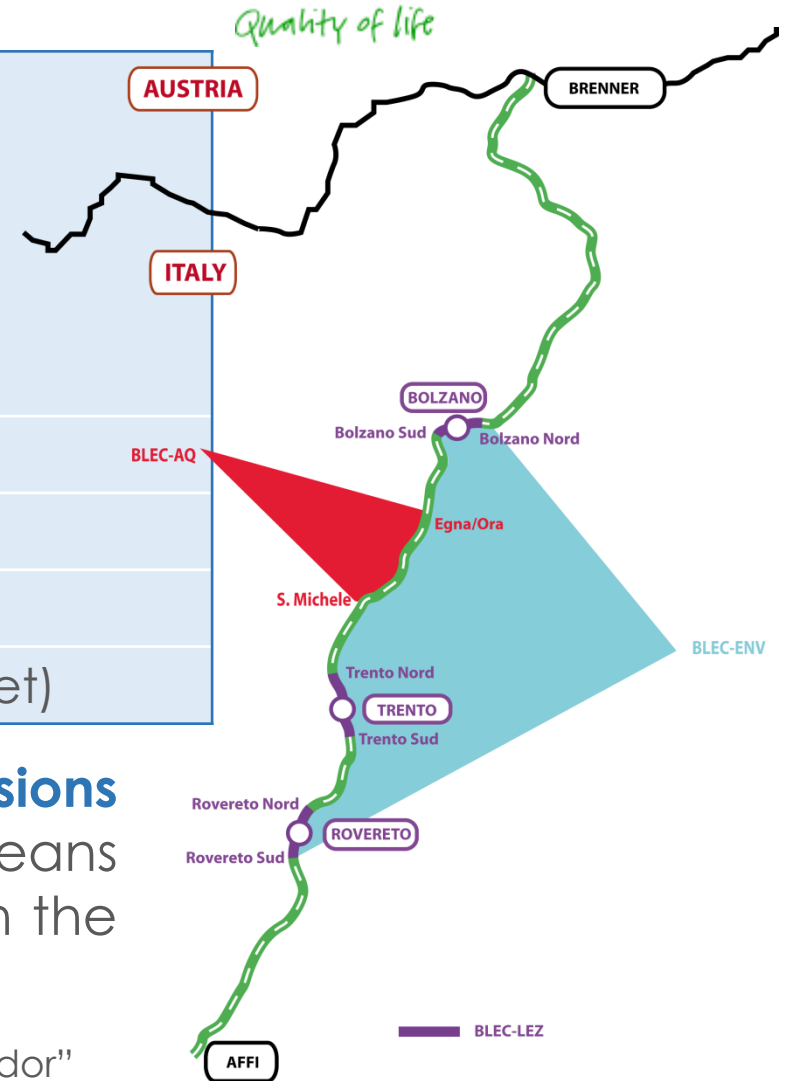 Quality of life
AUSTRIA
BRENNER
ITALY
BOLZANO
Bolzano Sud
Bolzano Nord
BLEC-AQ
Egna/Ora
S. Michele
BLEC-ENV
Trento Nord
et)
TRENTO
Trento Sud
sions
Rovereto Nord
ROVERETO
eans
Rovereto Sud
n the
BLEC-LEZ
dor”
AFFI